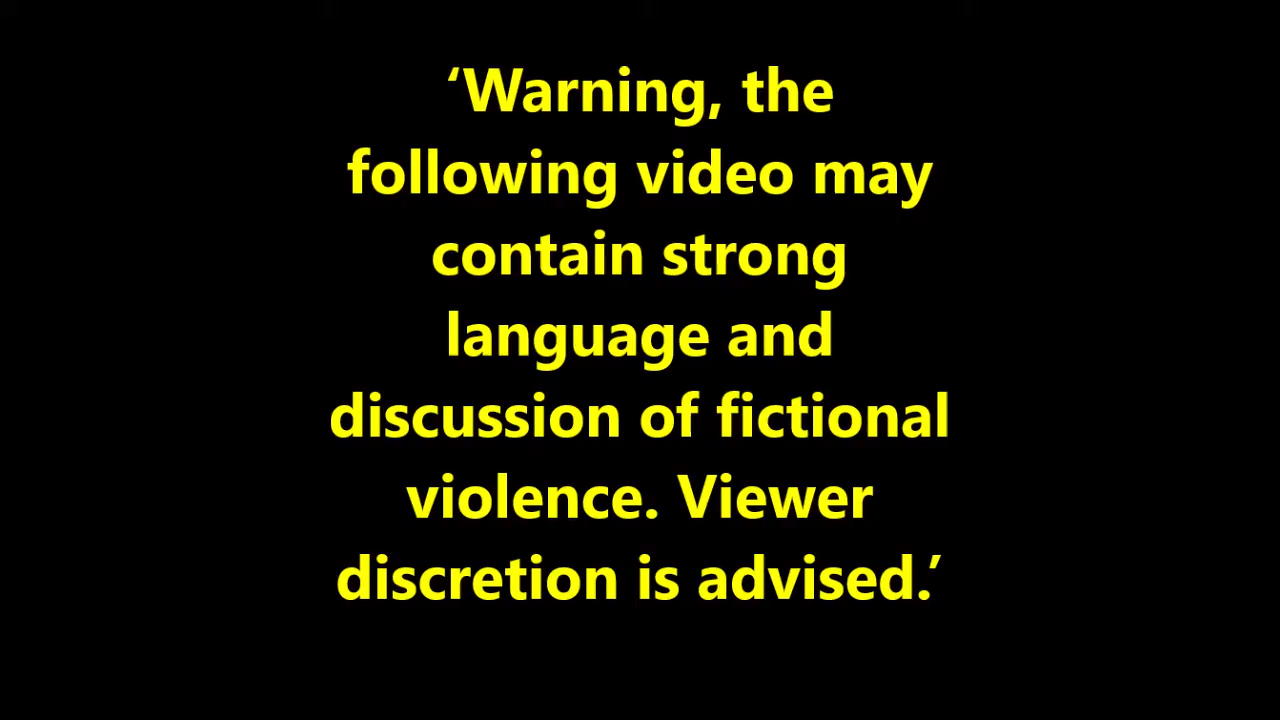 ‘Warning, the
following video may
contain strong
language and
discussion of fictional
violence. Viewer
discretion is advised.’